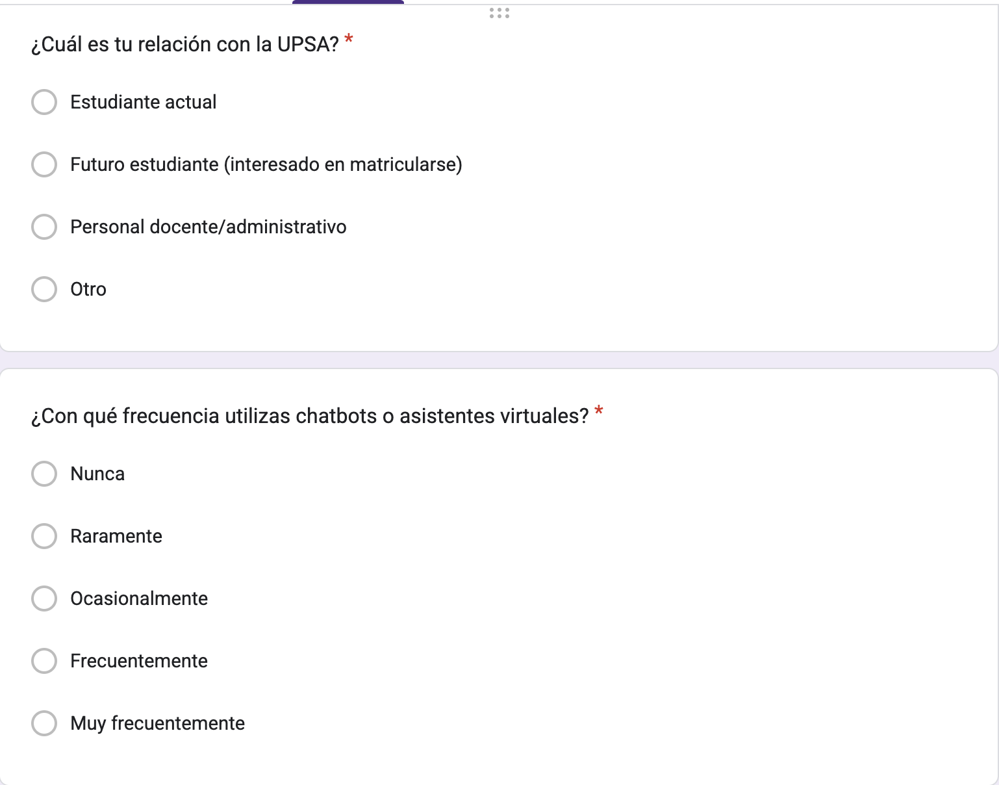 ¿Cuál es tu relación con la UPSA? *
Estudiante actual
Futuro estudiante (interesado en matricularse)
Personal docente/administrativo
Otro
¿Con qué frecuencia utilizas chatbots o asistentes virtuales? *
Nunca
Raramente
Ocasionalmente
Frecuentemente
Muy frecuentemente